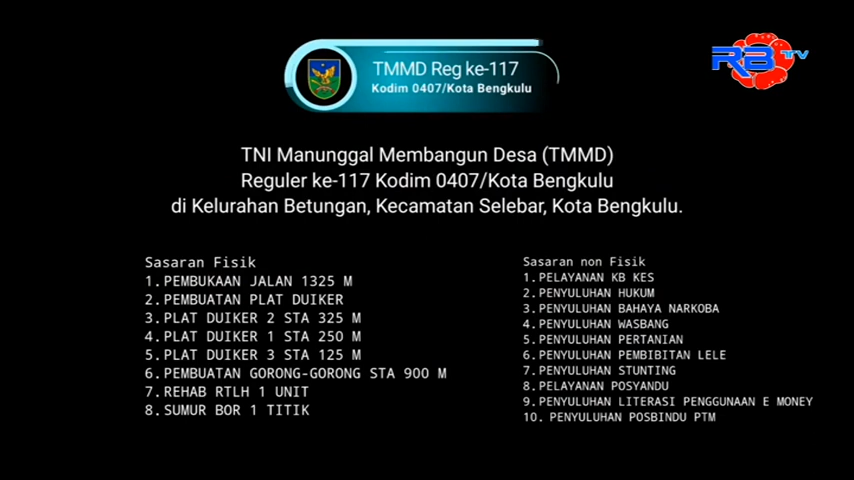 TMMD Reg ke-117
Kodim 0407/Kota Bengkulu
RBTV
TNI Manunggal Membangun Desa (TMMD)
Reguler ke-117 Kodim 0407/Kota Bengkulu
di Kelurahan Betungan, Kecamatan Selebar, Kota Bengkulu.
Sasaran Fisik
1. PEMBUKAAN JALAN 1325 M
2. PEMBUATAN PLAT DUIKER
3. PLAT DUIKER 2 STA 325 M
4. PLAT DUIKER 1 STA 250 M
5. PLAT DUIKER 3 STA 125 M
6. PEMBUATAN GORONG-GORONG STA 900 M
7. REHAB RTLH 1 UNIT
8. SUMUR BOR 1 TITIK
Sasaran non Fisik
1. PELAYANAN KB KES
2. PENYULUHAN HUKUM
3. PENYULUHAN BAHAYA NARKOBA
4. PENYULUHAN WASBANG
5. PENYULUHAN PERTANIAN
6. PENYULUHAN PEMBIBITAN LELE
7. PENYULUHAN STUNTING
8. PELAYANAN POSYANDU
9. PENYULUHAN LITERASI PENGGUNAAN E MONEY
10. PENYULUHAN POSBINDU PTM